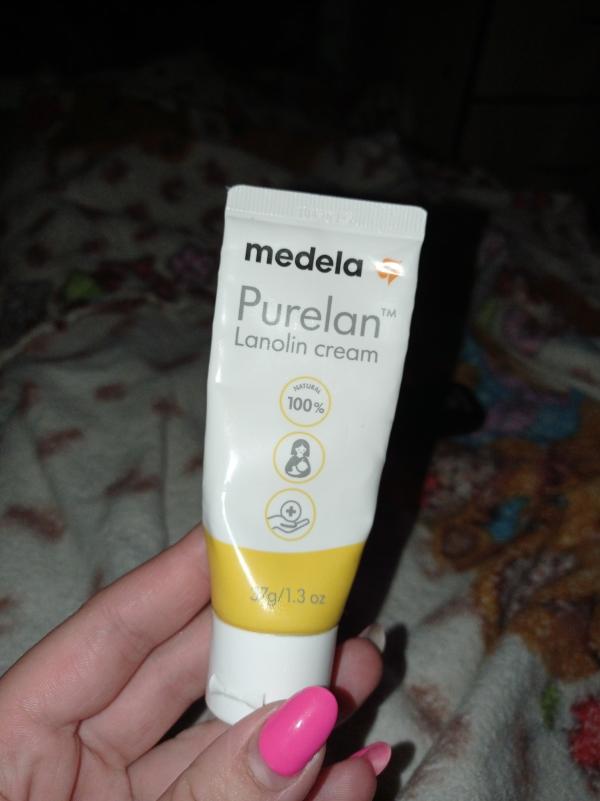 medela
Purelan™
Lanolin cream
NATURAL
100%
37g/1.3 oz